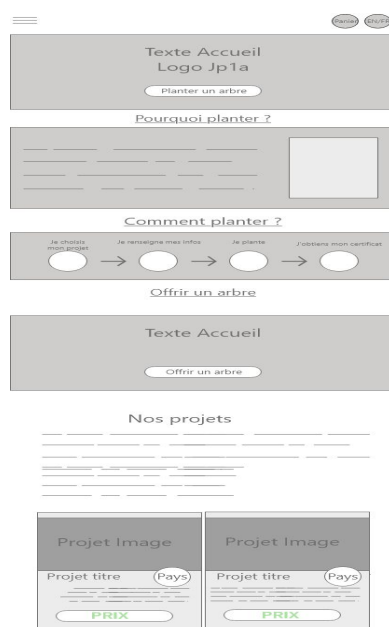 Panier EN/FR
Texte Accueil
Logo Jp1a
Planter un arbre
Pourquoi planter ?
Comment planter ?
Je choisis
mon projet
Je renseigne mes infos
Je plante
J'obtiens mon certificat
Offrir un arbre
Texte Accueil
Offrir un arbre
Nos projets
Projet Image
Projet Image
Projet titre
Pays
Projet titre
Pays
PRIX
PRIX